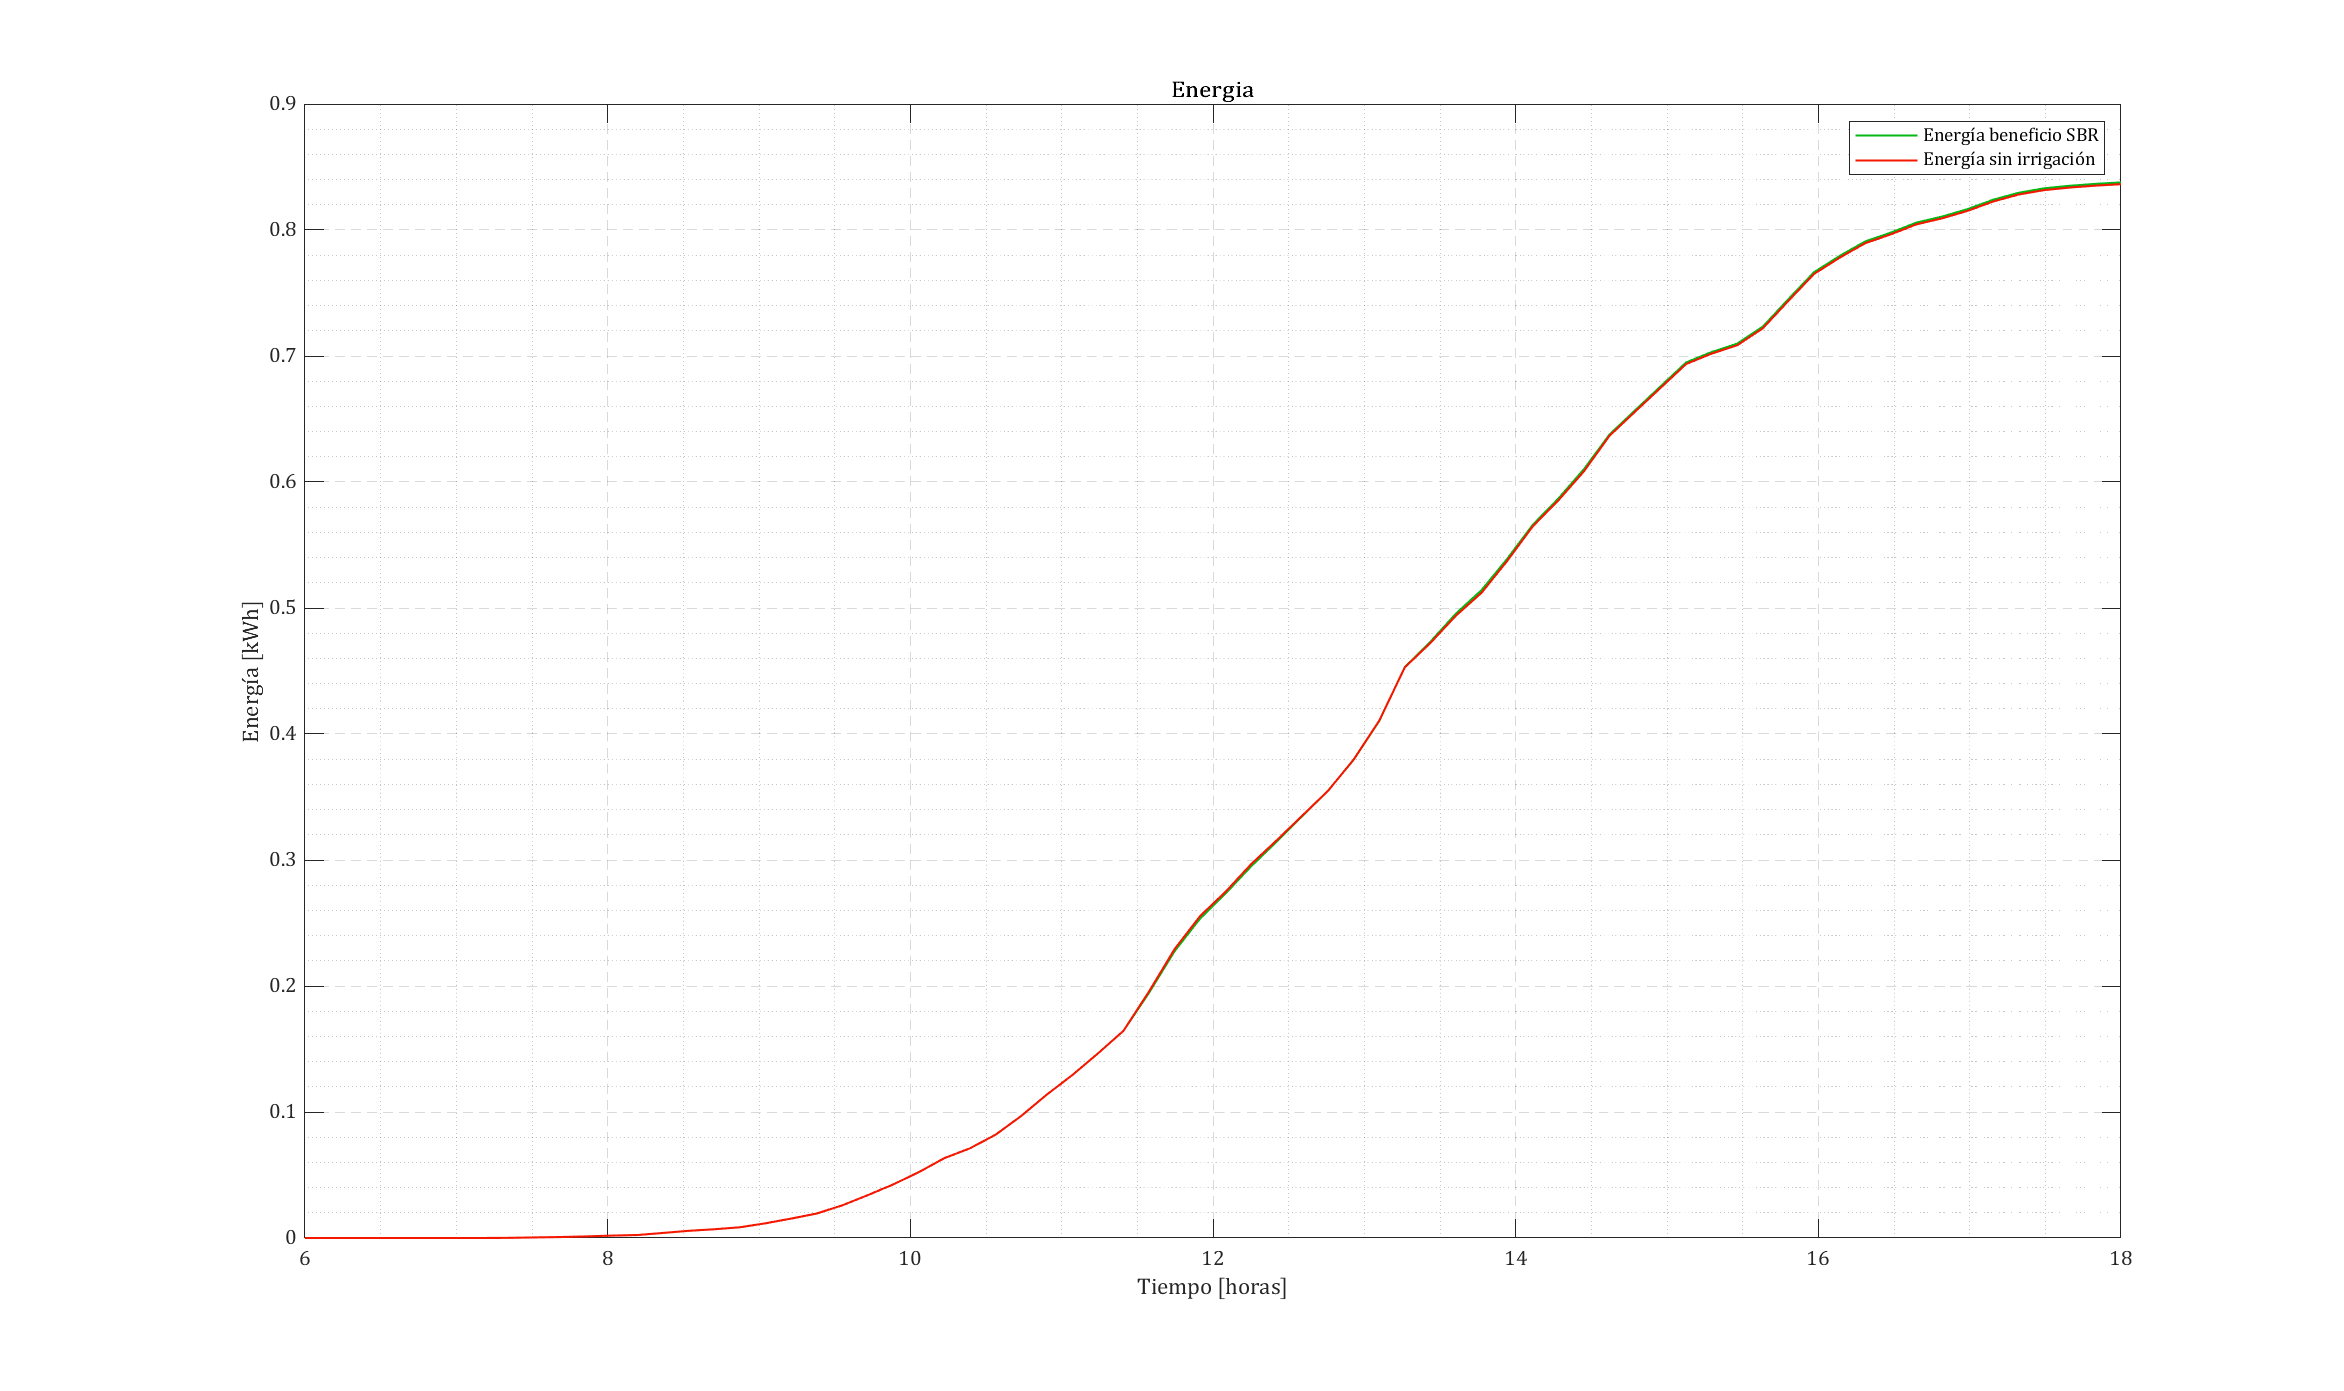 Energia
Energía beneficio SBR
Energía sin irrigación
0.9
0.8
0.7
0.6
0.5
0.4
0.3
0.2
0.1
0
Energía [kWh]
6 8 10 12 14 16 18
Tiempo [horas]